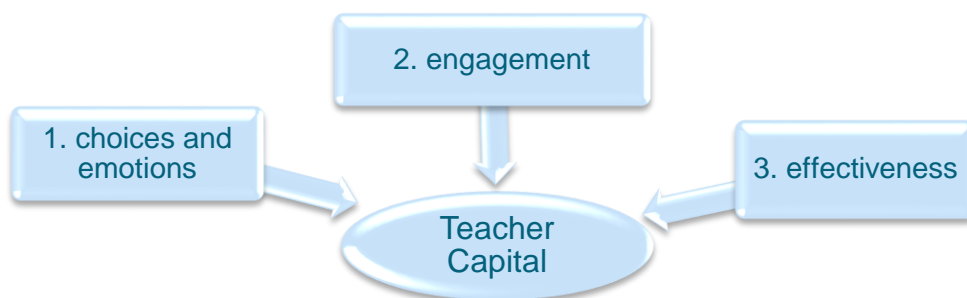 2. engagement
1. choices and
emotions
3. effectiveness
Teacher
Capital